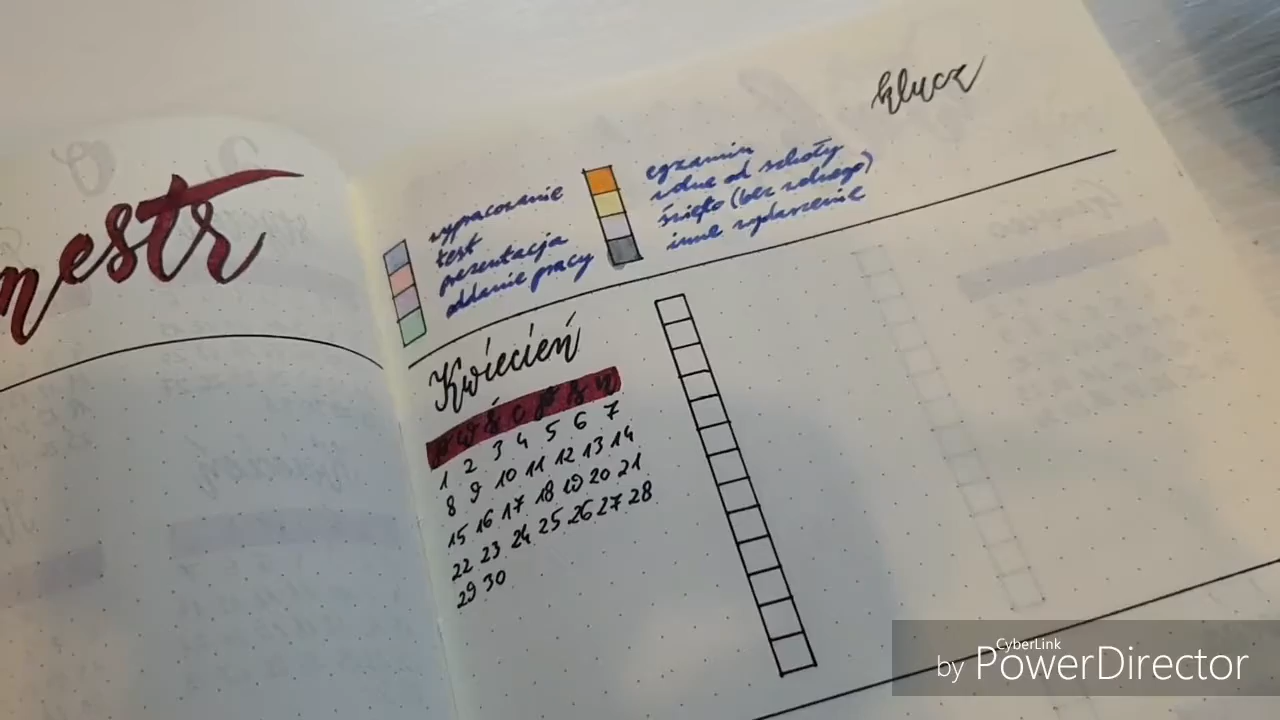 nestr
klucz
wypracowanie
test
prezentacja
oddanie pracy
egzamin
wolne od szkoły
święto (bez wolnego)
inne wydarzenie
Kwiecień
p w ś c p s n
1 2 3 4 5 6 7
8 9 10 11 12 13 14
15 16 17 18 19 20 21
22 23 24 25 26 27 28
29 30
CyberLink
by PowerDirector